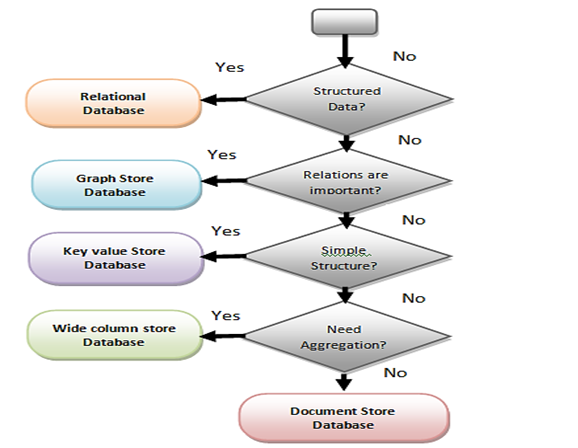 No
Yes
Structured
Data?
Relational
Database
No
Yes
Relations are
important?
Graph Store
Database
No
Yes
Simple
Structure?
Key value Store
Database
No
Yes
Need
Aggregation?
Wide column store
Database
No
Document Store
Database